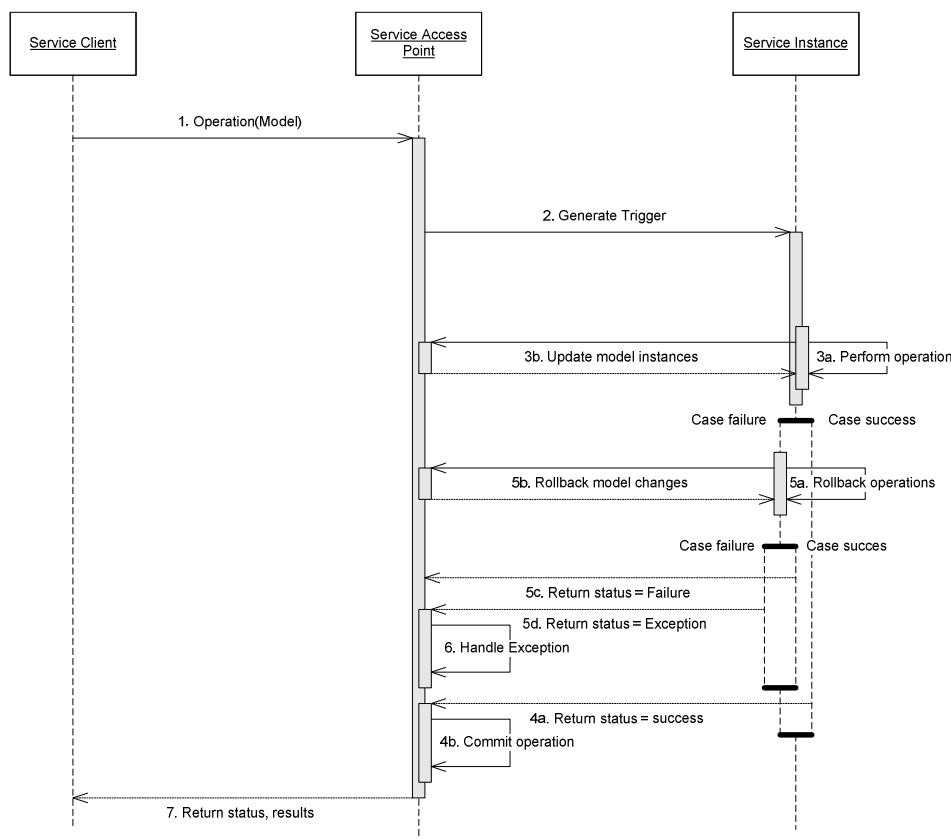 Service Client
Service Access
Point
Service Instance
1. Operation(Model)
2. Generate Trigger
3b. Update model instances
3a. Perform operation
Case failure
Case success
5b. Rollback model changes
5a. Rollback operations
Case failure
Case succes
5c. Return status = Failure
5d. Return status = Exception
6. Handle Exception
4a. Return status = success
4b. Commit operation
7. Return status, results